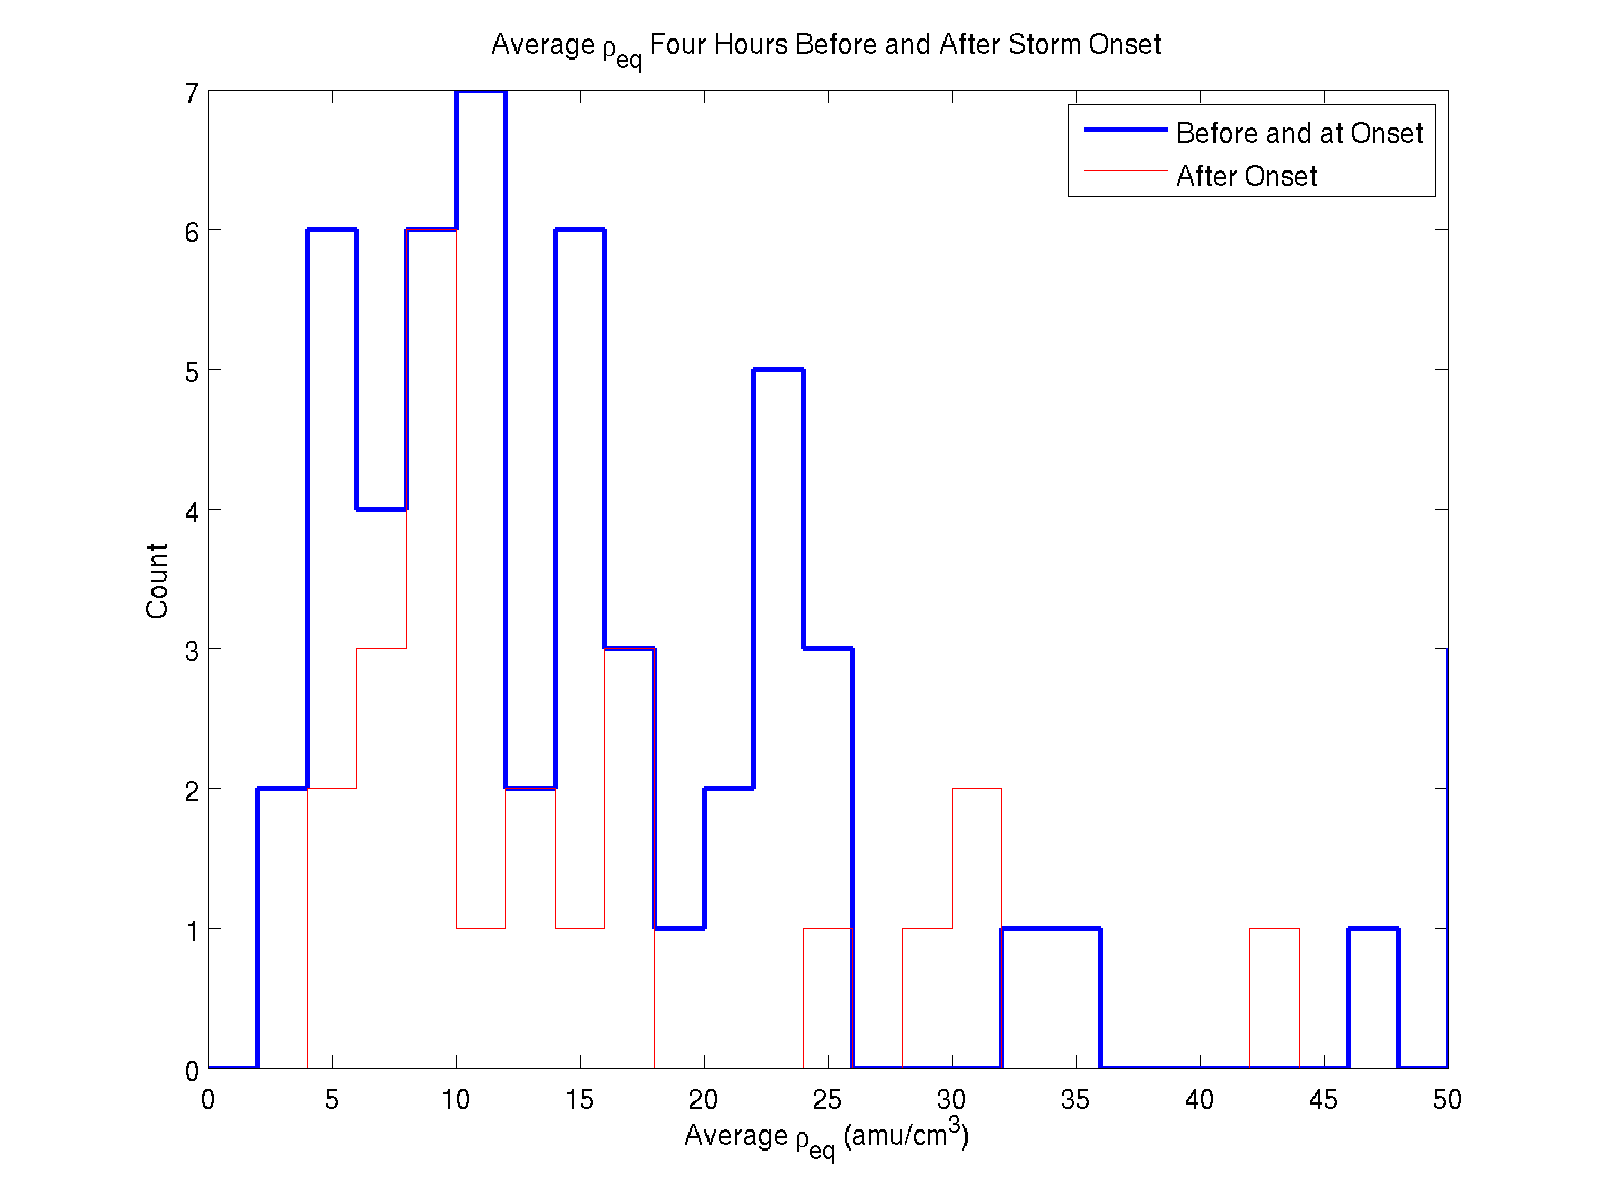 Average ρeq Four Hours Before and After Storm Onset
7
6
5
4
3
2
1
0
Count
Before and at Onset
After Onset
0 5 10 15 20 25 30 35 40 45 50
Average ρeq (amu/cm³)